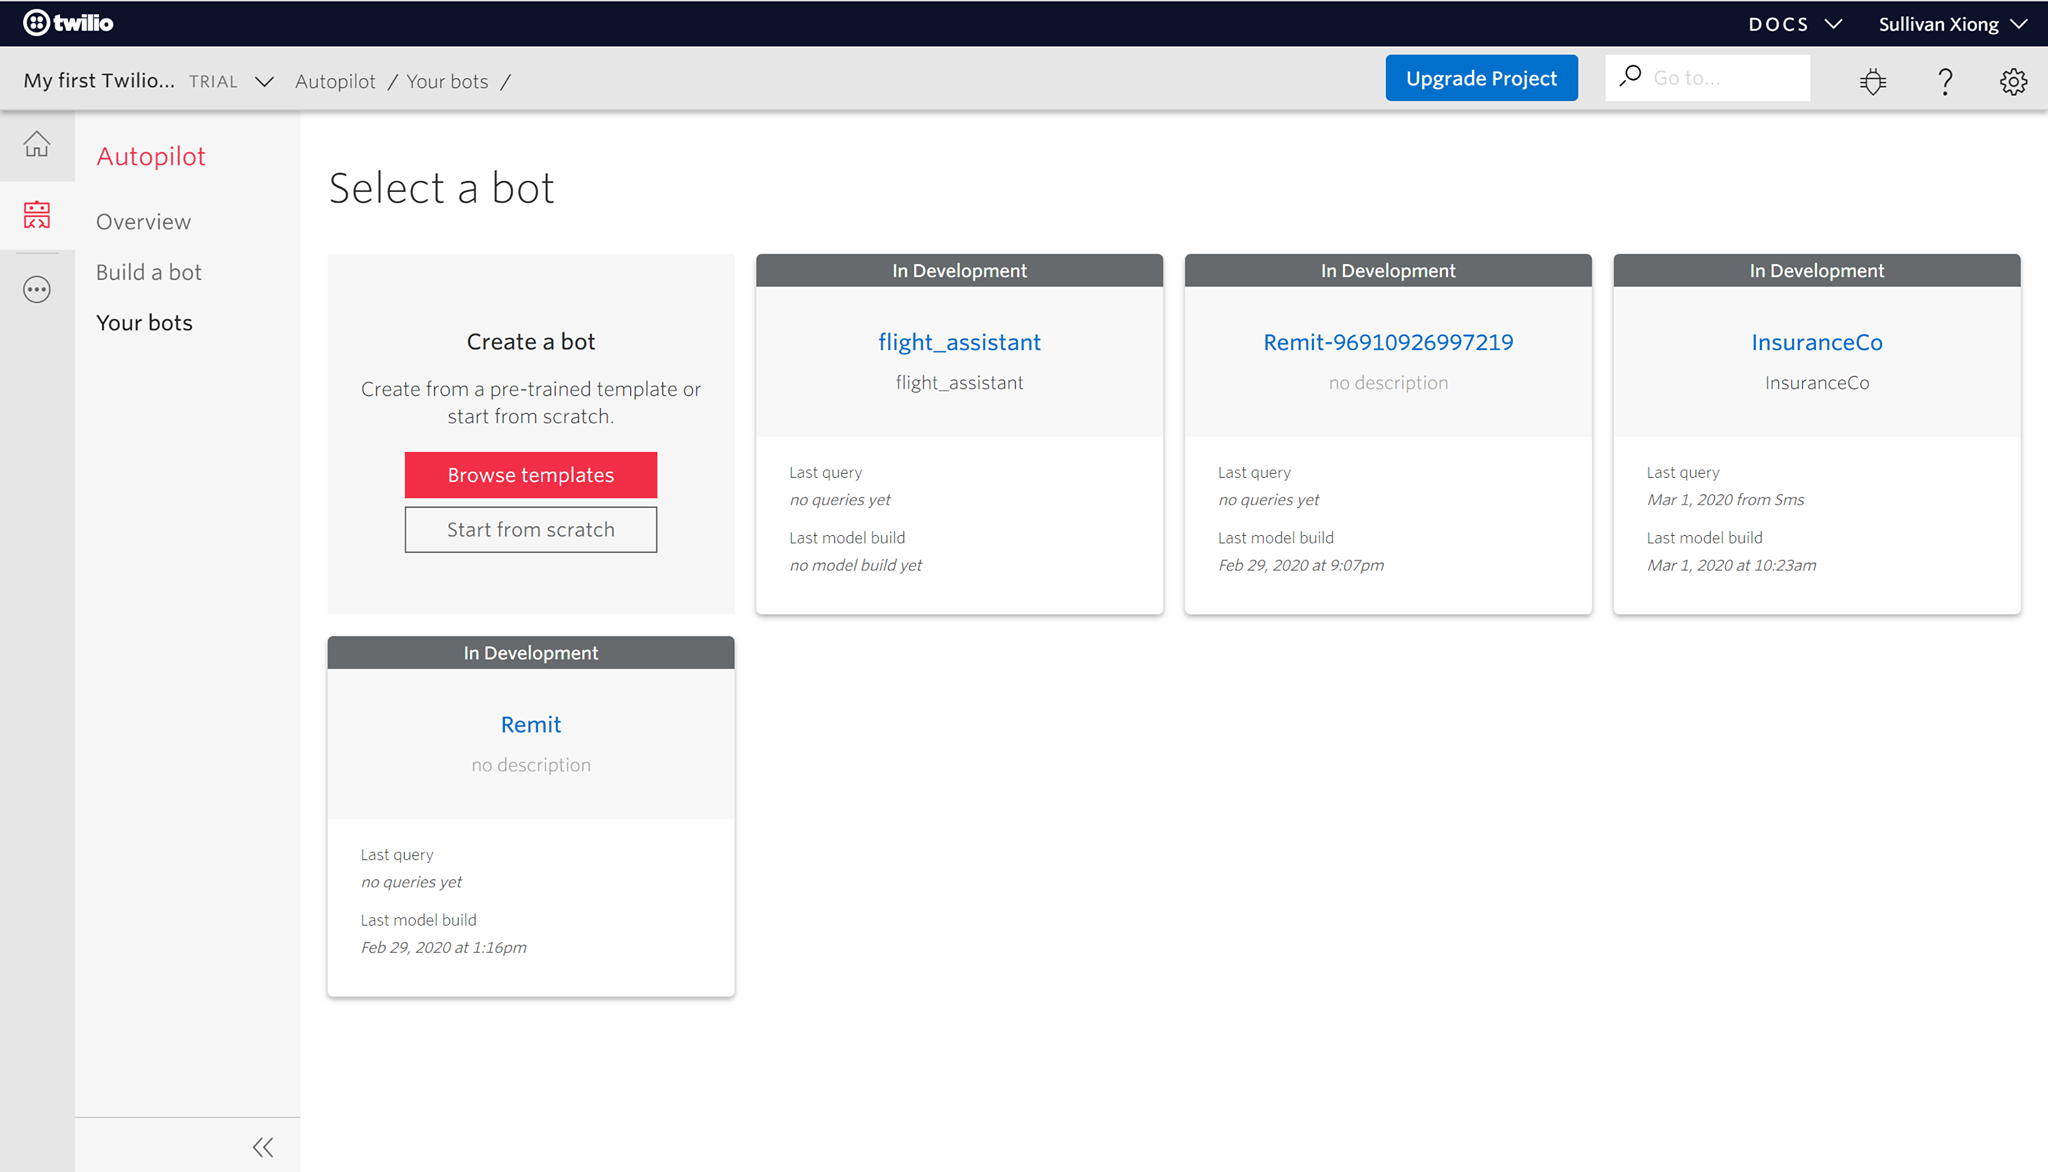 twilio
DOCS
Sullivan Xiong
My first Twilio... TRIAL
Autopilot / Your bots /
Upgrade Project
Go to...
?
Autopilot
Overview
Build a bot
Your bots
Select a bot
Create a bot
Create from a pre-trained template or
start from scratch.
Browse templates
Start from scratch
In Development
flight_assistant
flight_assistant
Last query
no queries yet
Last model build
no model build yet
In Development
Remit-96910926997219
no description
Last query
no queries yet
Last model build
Feb 29, 2020 at 9:07pm
In Development
InsuranceCo
InsuranceCo
Last query
Mar 1, 2020 from Sms
Last model build
Mar 1, 2020 at 10:23am
In Development
Remit
no description
Last query
no queries yet
Last model build
Feb 29, 2020 at 1:16pm